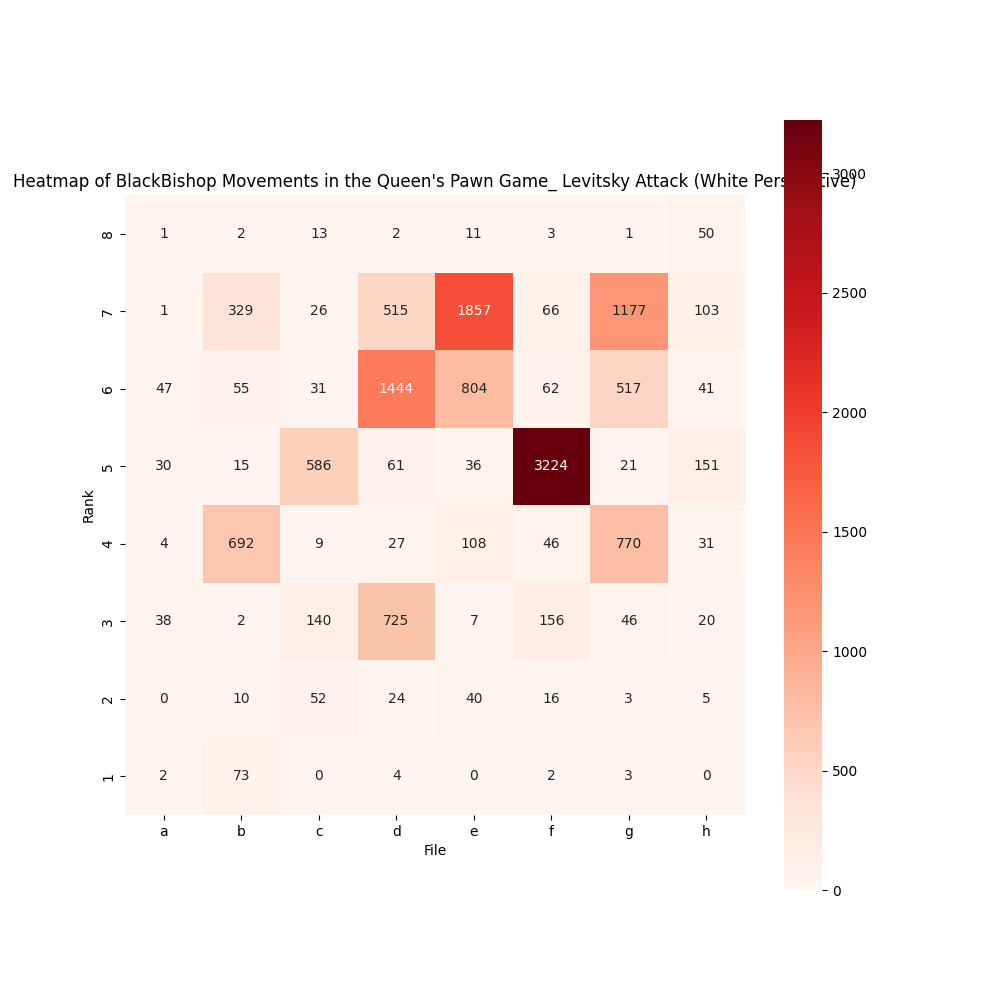 Heatmap of BlackBishop Movements in the Queen's Pawn Game_ Levitsky Attack (White Pers tive)
3000
8 1 2 13 2 11 3 1 50
2500
7 1 329 26 515 1857 66 1177 103
6 47 55 31 1444 804 62 517 41
2000
5 30 15 586 61 36 3224 21 151
Rank
1500
4 4 692 9 27 108 46 770 31
3 38 2 140 725 7 156 46 20
1000
2 0 10 52 24 40 16 3 5
500
1 2 73 0 4 0 2 3 0
a b c d e f g h
File
0